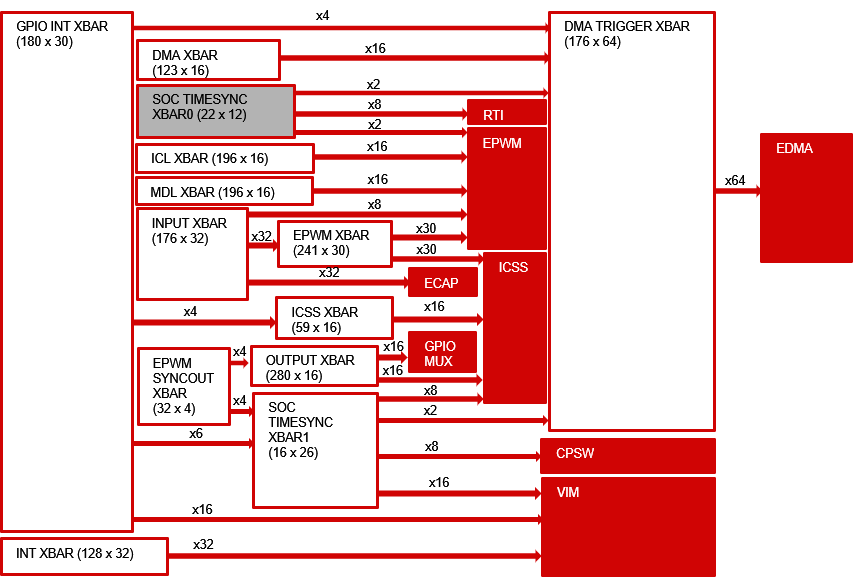 GPIO INT XBAR
(180 x 30)
x4
DMA TRIGGER XBAR
(176 x 64)
DMA XBAR
(123 x 16)
x16
SOC TIMESYNC
XBAR0 (22 x 12)
x2
x8
x2
RTI
EPWM
ICL XBAR (196 x 16)
x16
MDL XBAR (196 x 16)
x16
EDMA
x64
INPUT XBAR
(176 x 32)
x8
x32
EPWM XBAR
(241 x 30)
x30
x30
ICSS
x32
ECAP
x4
ICSS XBAR
(59 x 16)
x16
EPWM
SYNCOUT
XBAR
(32 x 4)
x4
OUTPUT XBAR
(280 x 16)
x16
GPIO
MUX
x16
x4
SOC
TIMESYNC
XBAR1
(16 x 26)
x8
x2
x6
x8
CPSW
x16
VIM
x16
INT XBAR (128 x 32)
x32